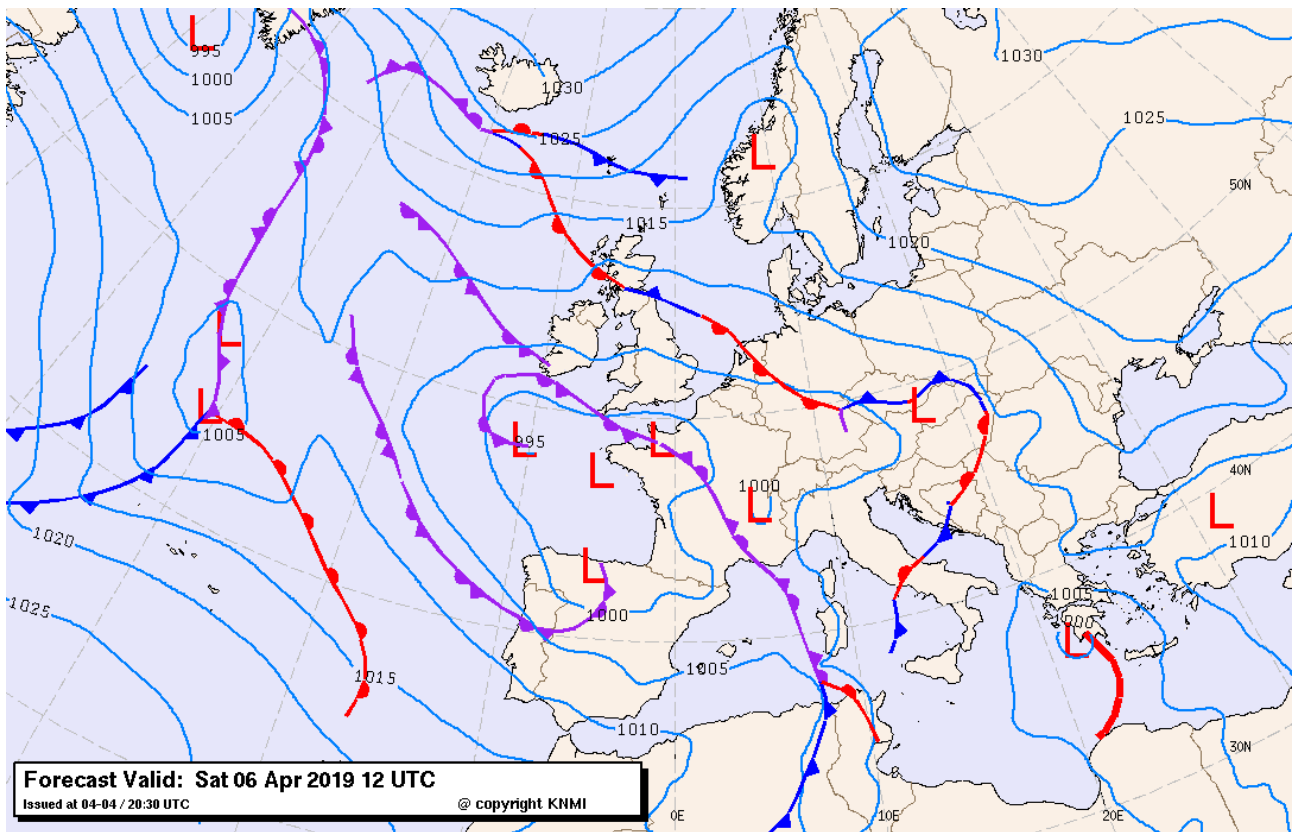 L
995
1000
1005
1030
1025
1015
L
1030
1025
50N
1020
L
L
1005
L
995
L
L
L
1000
L
40N
L
1010
L
1000
1020
1025
1015
1005
1010
1005
1000
L
30N
0E
10E
20E
Forecast Valid: Sat 06 Apr 2019 12 UTC
Issued at 04-04 / 20:30 UTC @ copyright KNMI